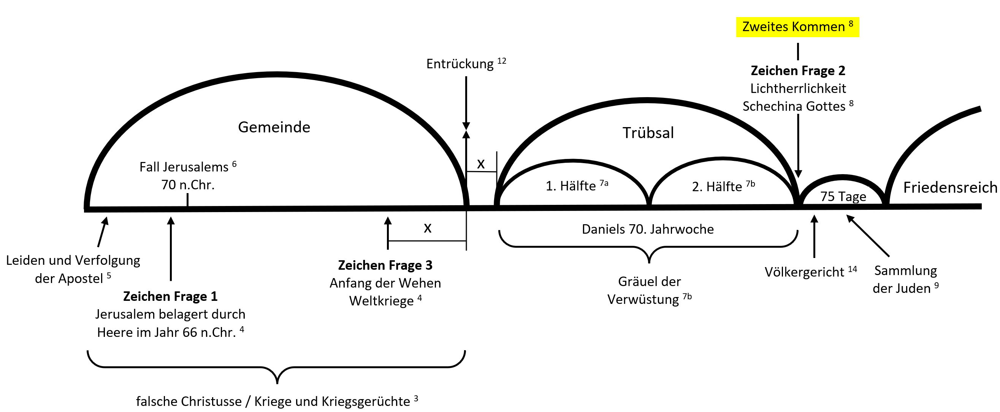 Zweites Kommen 8
Entrückung 12
Zeichen Frage 2
Lichtherrlichkeit
Schechina Gottes 8
Gemeinde
Trübsal
Fall Jerusalems 6
70 n.Chr.
x
1. Hälfte 7a
2. Hälfte 7b
75 Tage
Friedensreich
x
Daniels 70. Jahrwoche
Leiden und Verfolgung
der Apostel 5
Zeichen Frage 1
Jerusalem belagert durch
Heere im Jahr 66 n.Chr. 4
Zeichen Frage 3
Anfang der Wehen
Weltkriege 4
Gräuel der
Verwüstung 7b
Völkergericht 14
Sammlung
der Juden 9
falsche Christusse / Kriege und Kriegsgerüchte 3